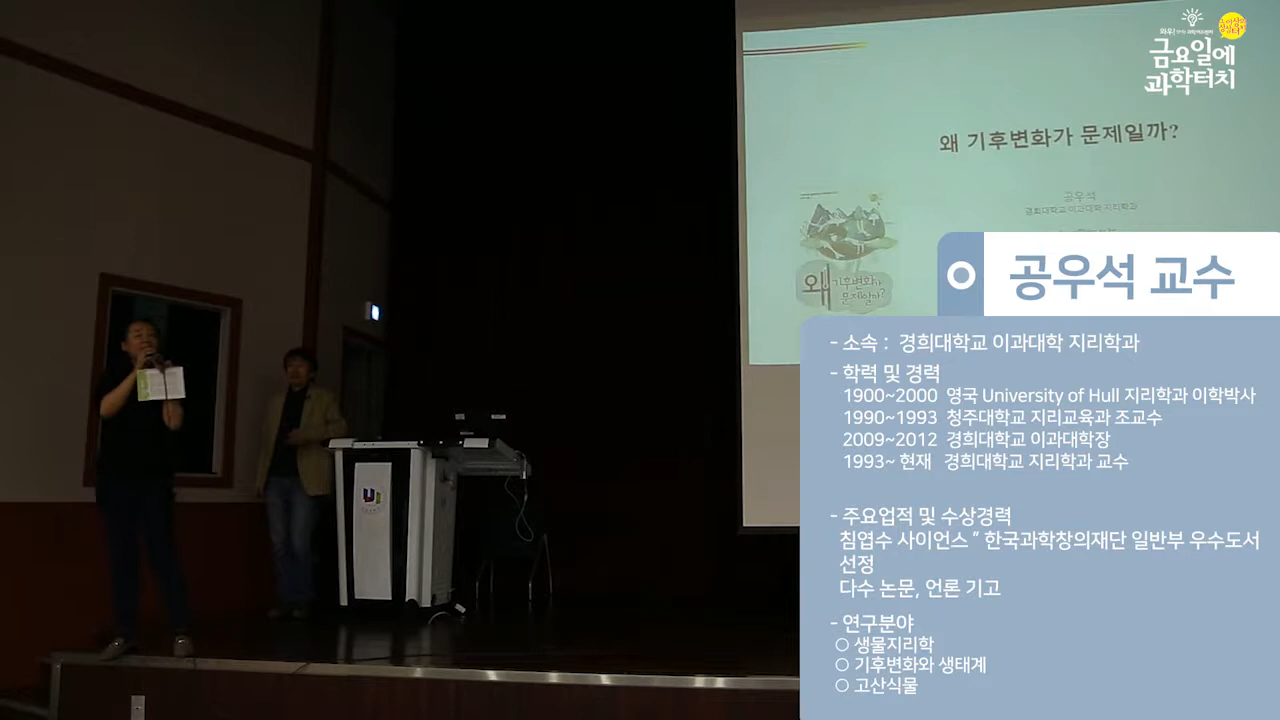 금요일에
과학터치
왜 기후변화가 문제일까?
공우석
경희대학교 이과대학 지리학과
왜 기후변화가
문제일까?
공우석 교수
- 소속 : 경희대학교 이과대학 지리학과
- 학력 및 경력
1900~2000 영국 University of Hull 지리학과 이학박사
1990~1993 청주대학교 지리교육과 조교수
2009~2012 경희대학교 이과대학장
1993~ 현재 경희대학교 지리학과 교수
- 주요업적 및 수상경력
침엽수 사이언스 " 한국과학창의재단 일반부 우수도서
선정
다수 논문, 언론 기고
- 연구분야
○ 생물지리학
○ 기후변화와 생태계
○ 고산식물